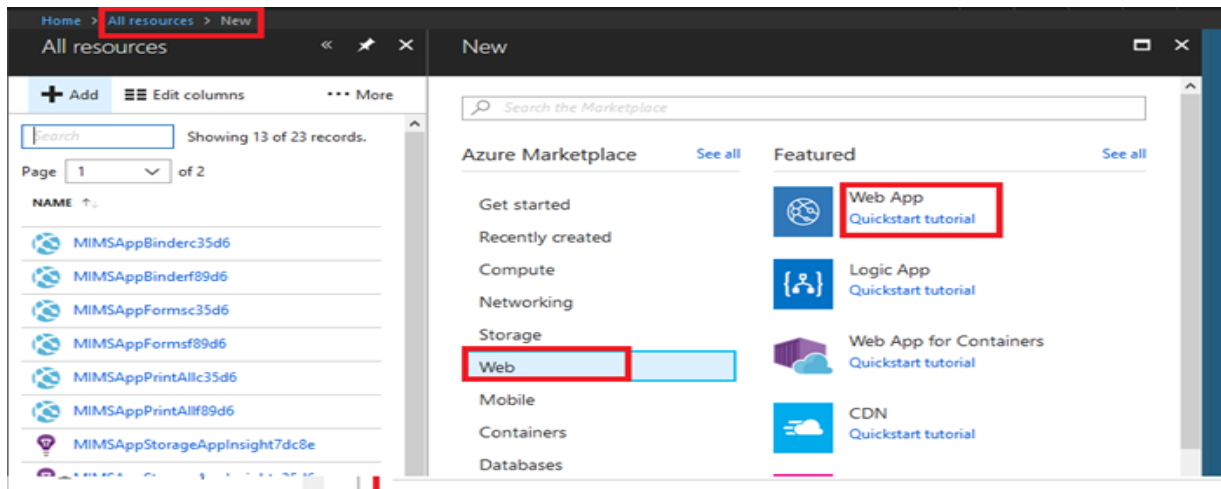 Home > All resources > New
All resources
+ Add
Edit columns
••• More
Search
Showing 13 of 23 records.
Page 1 of 2
NAME
MIMSAppBinderc35d6
MIMSAppBinderf89d6
MIMSAppFormsc35d6
MIMSAppFormsf89d6
MIMSAppPrintAllc35d6
MIMSAppPrintAllf89d6
MIMSAppStorageAppInsight7dc8e
New
Search the Marketplace
Azure Marketplace
See all
Get started
Recently created
Compute
Networking
Storage
Web
Mobile
Containers
Databases
Featured
See all
Web App
Quickstart tutorial
Logic App
Quickstart tutorial
Web App for Containers
Quickstart tutorial
CDN
Quickstart tutorial